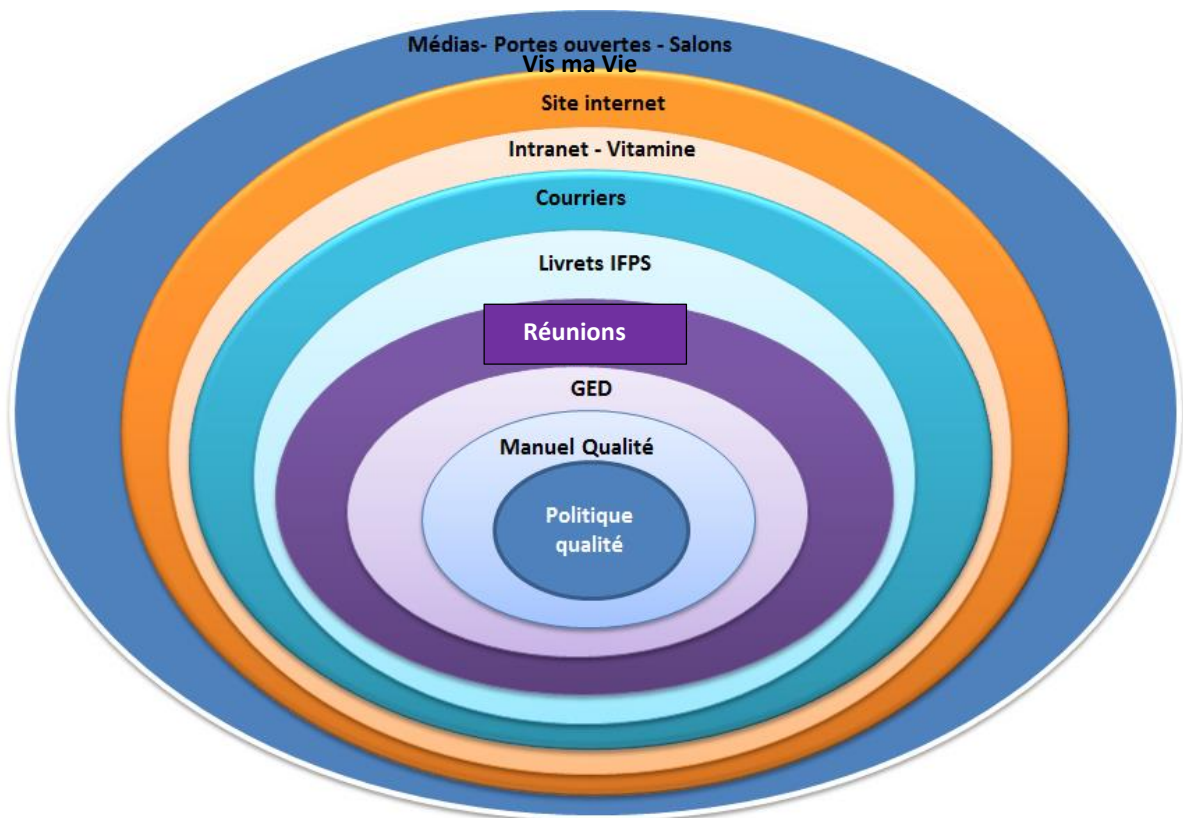 Médias- Portes ouvertes - Salons
Vis ma Vie
Site internet
Intranet - Vitamine
Courriers
Livrets IFPS
Réunions
GED
Manuel Qualité
Politique
qualité